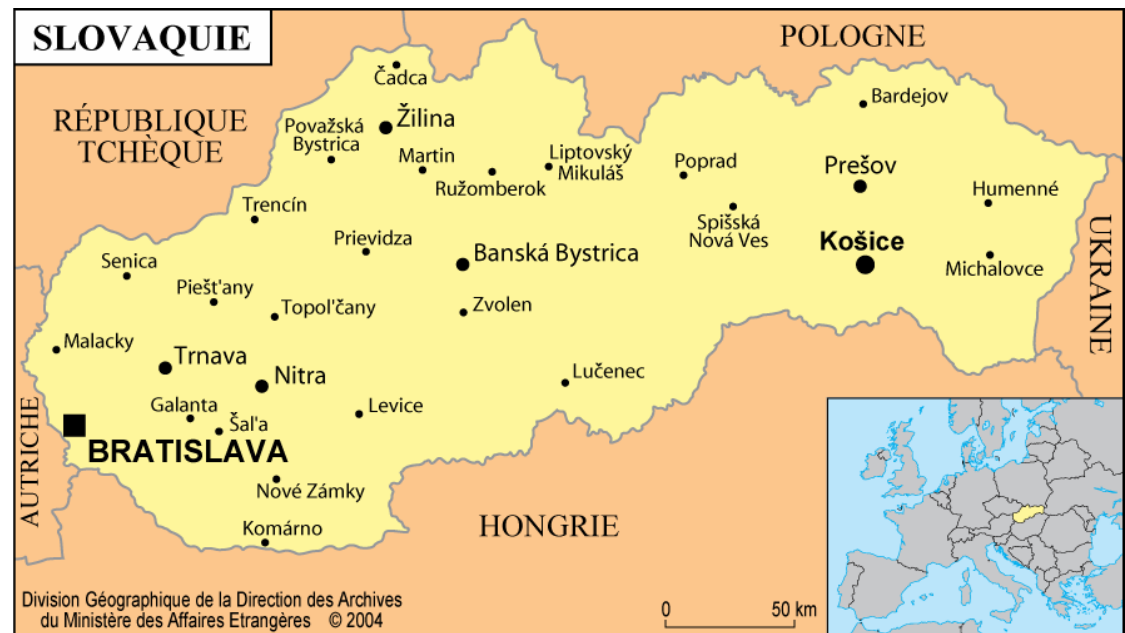 SLOVAQUIE
POLOGNE
RÉPUBLIQUE
TCHÈQUE
Čadca
Žilina
Považská
Bystrica
Martin
Ružomberok
Liptovský
Mikuláš
Poprad
Bardejov
Prešov
Humenné
Trencín
Prievidza
Spišská
Nová Ves
Košice
UKRAINE
Senica
Banská Bystrica
Michalovce
Piešt'any
Topol'čany
Zvolen
Malacky
Trnava
Nitra
Lučenec
Galanta
Šal'a
Levice
AUTRICHE
BRATISLAVA
Nové Zámky
Komárno
HONGRIE
Division Géographique de la Direction des Archives
du Ministère des Affaires Etrangères © 2004
0 50 km